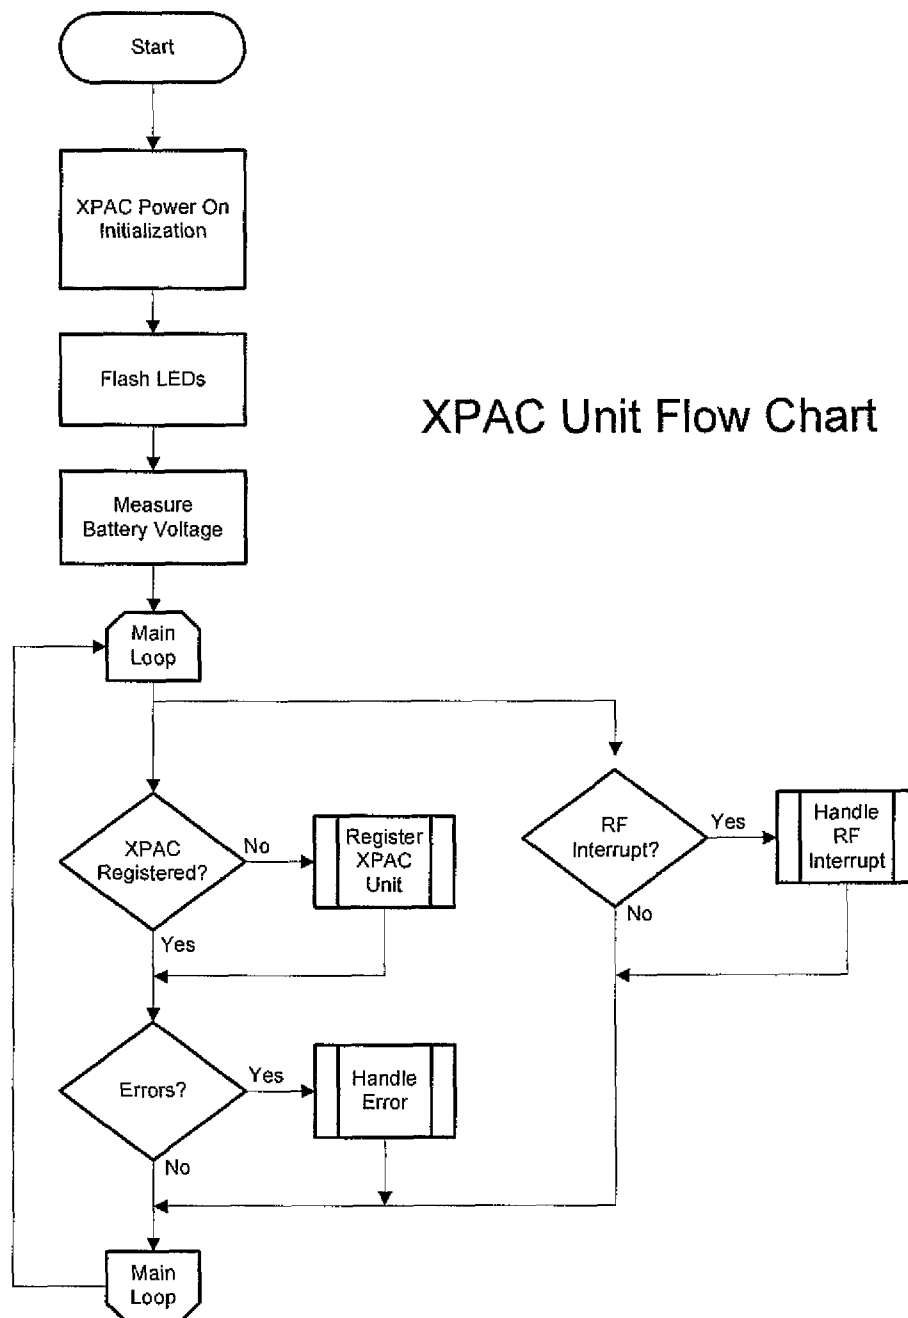 Start
XPAC Power On
Initialization
Flash LEDs
XPAC Unit Flow Chart
Measure
Battery Voltage
Main
Loop
XPAC
Registered?
No
Register
XPAC
Unit
RF
Interrupt?
Yes
Handle
RF
Interrupt
No
Yes
Errors?
Yes
Handle
Error
No
Main
Loop